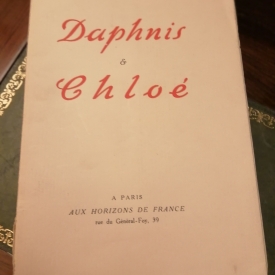 Daphnis
&
Chloé
A PARIS
AUX HORIZONS DE FRANCE
rue du Général-Foy, 39